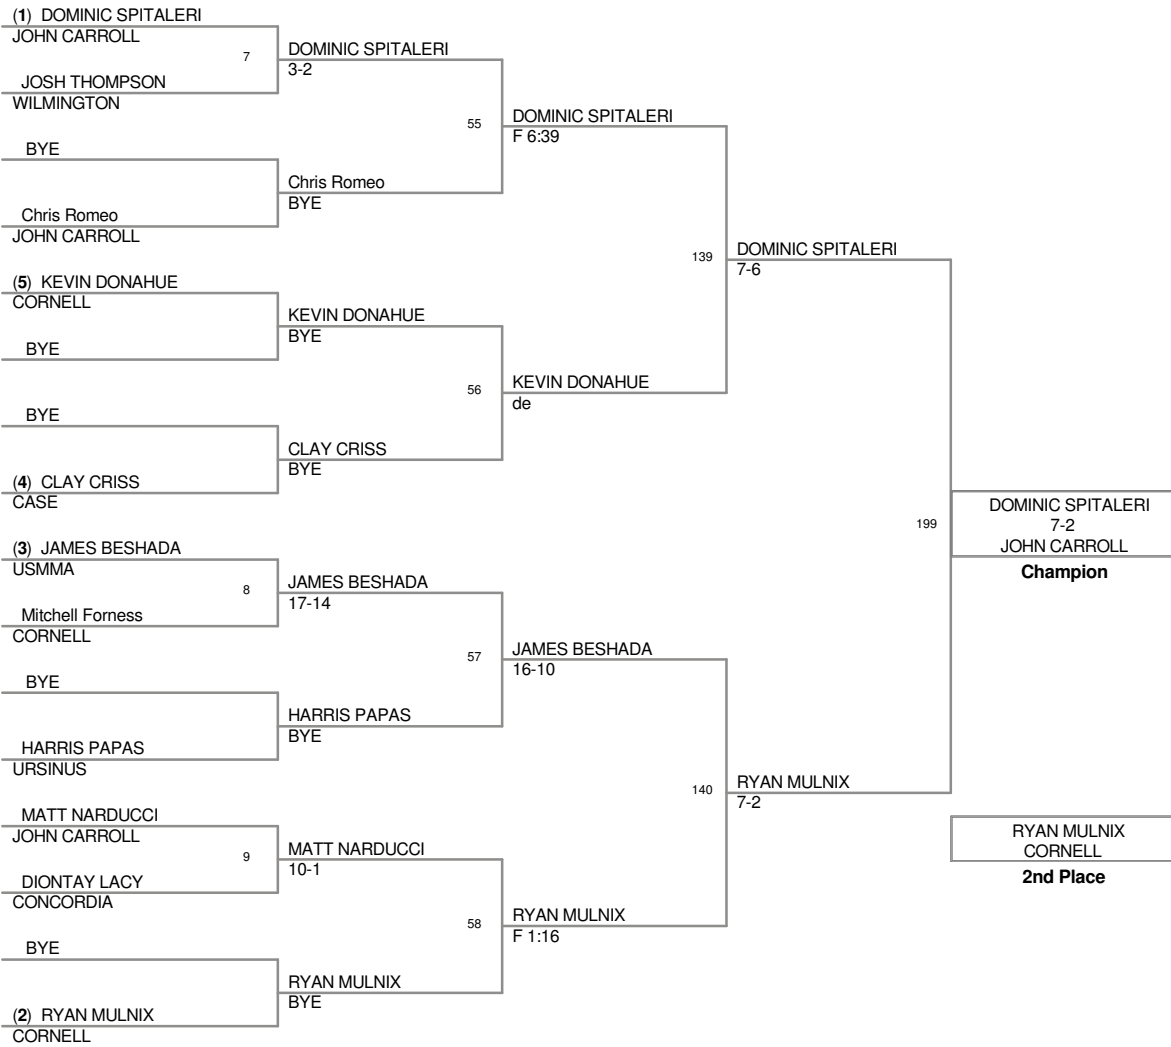 (1) DOMINIC SPITALERI
JOHN CARROLL
7
JOSH THOMPSON
WILMINGTON
BYE
Chris Romeo
JOHN CARROLL
(5) KEVIN DONAHUE
CORNELL
BYE
BYE
(4) CLAY CRISS
CASE
(3) JAMES BESHADA
USMMA
8
Mitchell Forness
CORNELL
BYE
HARRIS PAPAS
URSINUS
MATT NARDUCCI
JOHN CARROLL
9
DIONTAY LACY
CONCORDIA
BYE
(2) RYAN MULNIX
CORNELL
DOMINIC SPITALERI
3-2
55
Chris Romeo
BYE
KEVIN DONAHUE
BYE
56
CLAY CRISS
BYE
JAMES BESHADA
17-14
57
HARRIS PAPAS
BYE
MATT NARDUCCI
10-1
58
RYAN MULNIX
BYE
DOMINIC SPITALERI
F 6:39
139
KEVIN DONAHUE
de
JAMES BESHADA
16-10
140
RYAN MULNIX
F 1:16
DOMINIC SPITALERI
7-6
199
RYAN MULNIX
7-2
DOMINIC SPITALERI
7-2
JOHN CARROLL
Champion
RYAN MULNIX
CORNELL
2nd Place